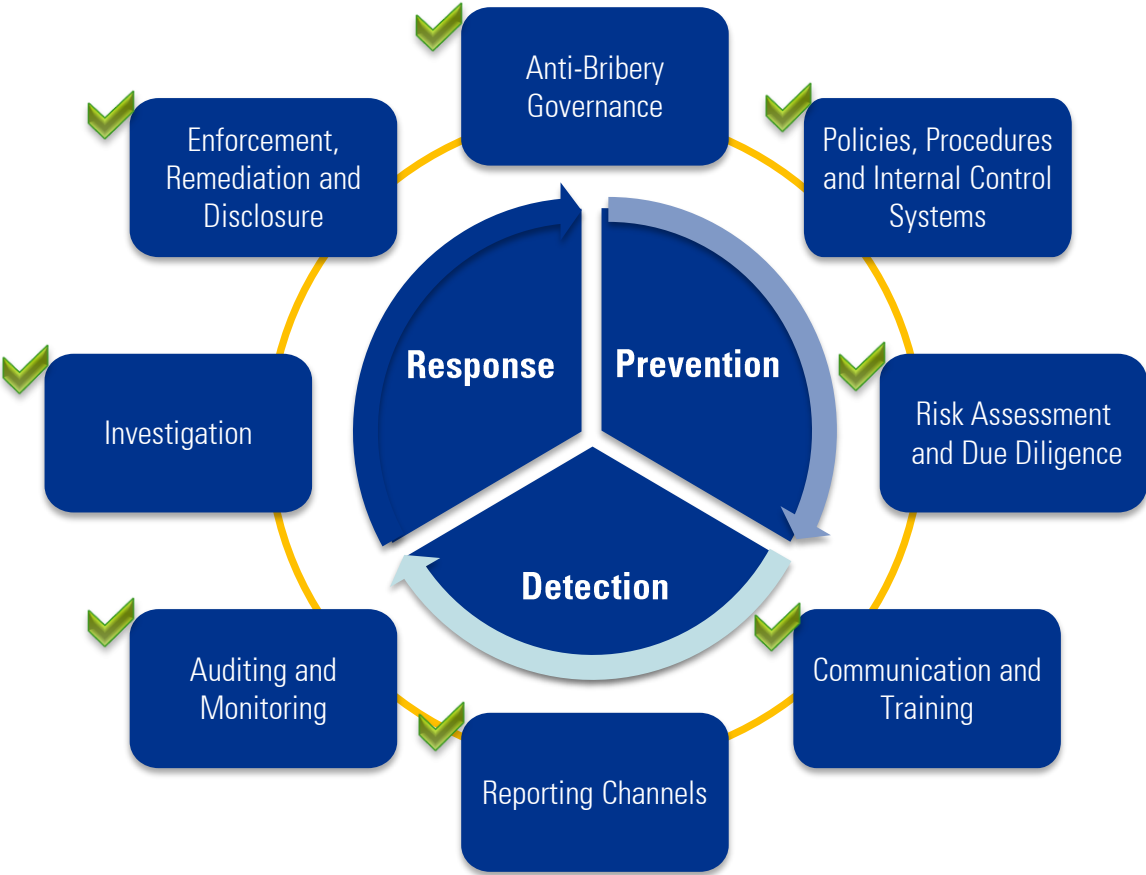 Anti-Bribery
Governance
Policies, Procedures
and Internal Control
Systems
Risk Assessment
and Due Diligence
Communication and
Training
Reporting Channels
Auditing and
Monitoring
Investigation
Enforcement,
Remediation and
Disclosure
Response
Prevention
Detection